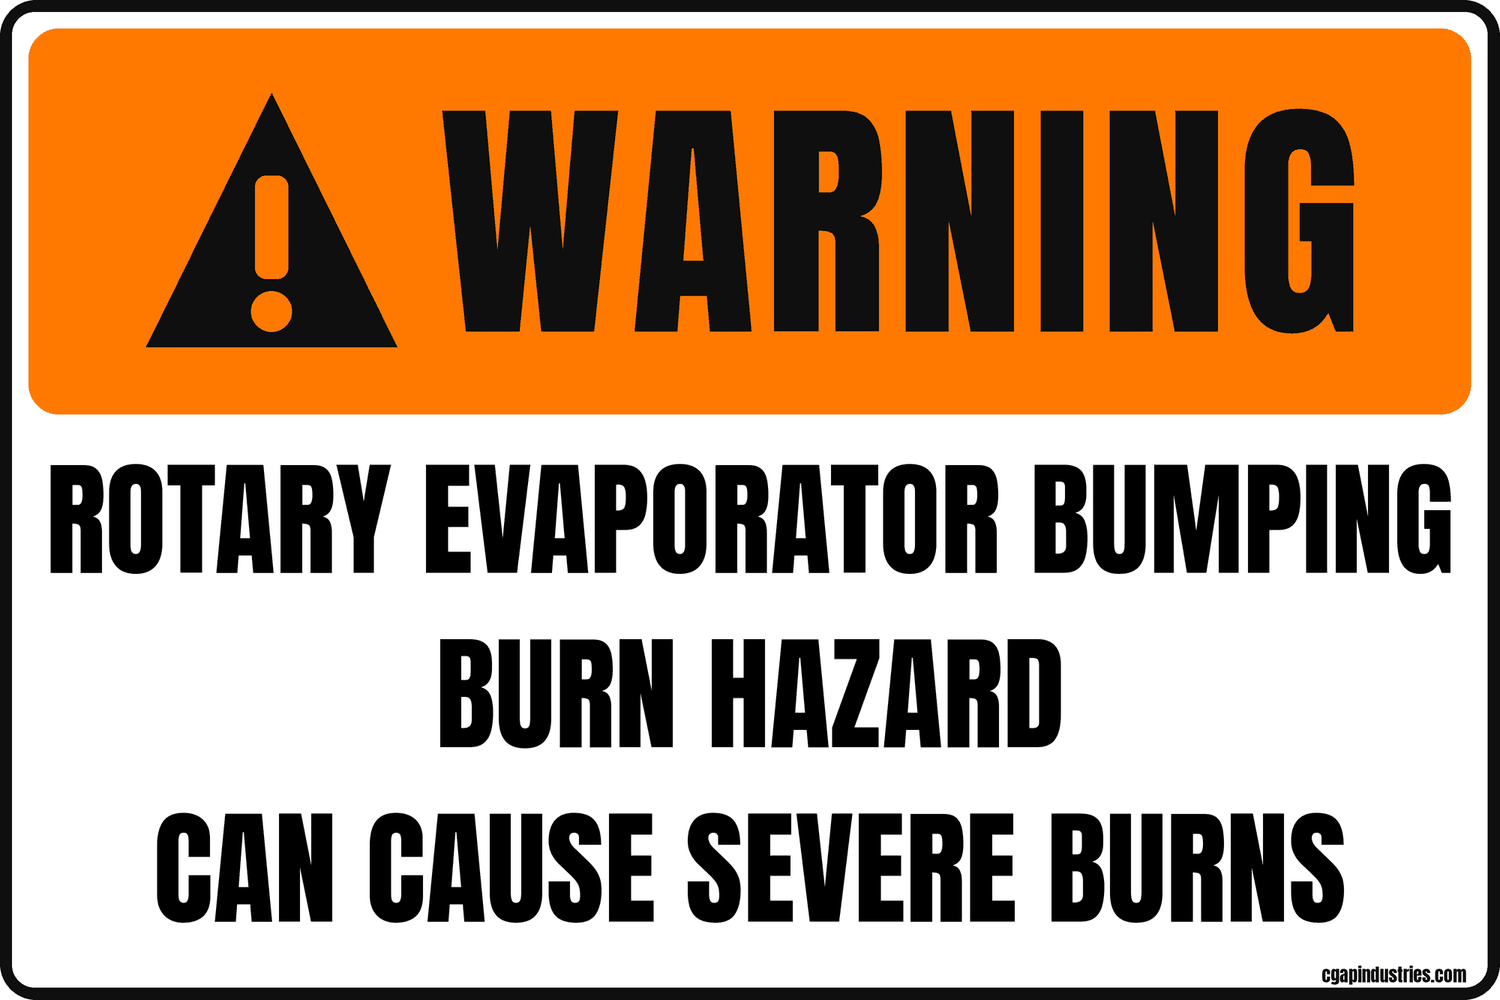 WARNING
ROTARY EVAPORATOR BUMPING
BURN HAZARD
CAN CAUSE SEVERE BURNS
cgapindustries.com